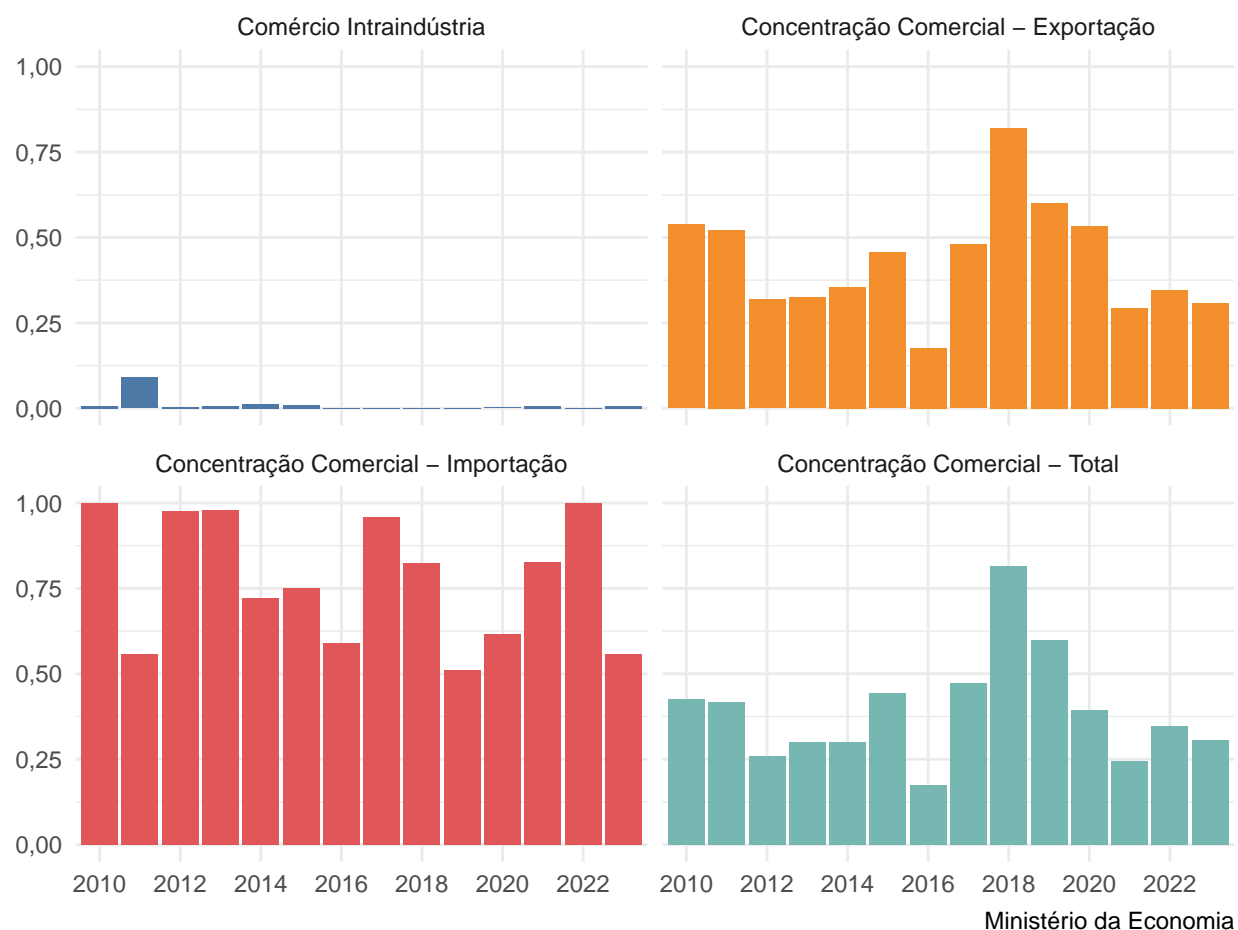 Comércio Intraindústria
Concentração Comercial – Exportação
1,00
0,75
0,50
0,25
0,00
Concentração Comercial – Importação
Concentração Comercial – Total
1,00
0,75
0,50
0,25
0,00
2010 2012 2014 2016 2018 2020 2022
2010 2012 2014 2016 2018 2020 2022
Ministério da Economia